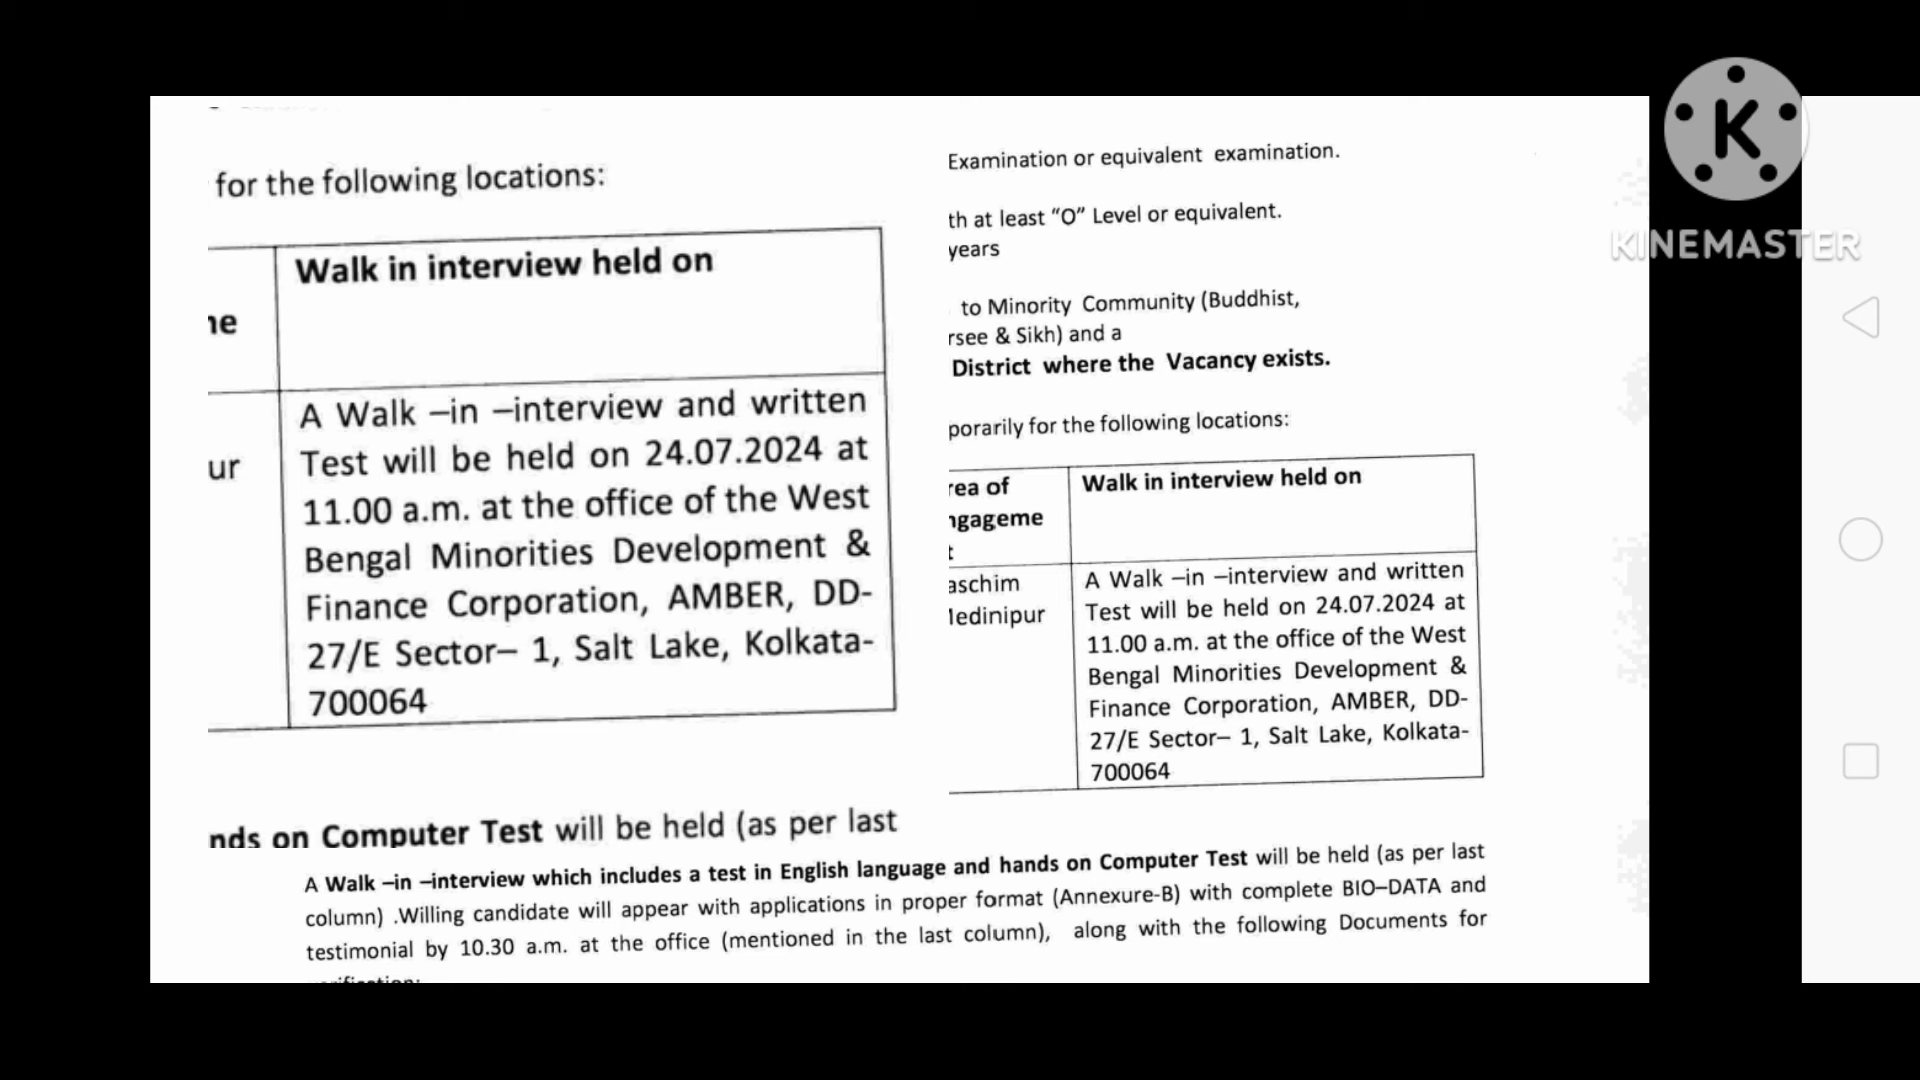 for the following locations:
Walk in interview held on
A Walk –in –interview and written
Test will be held on 24.07.2024 at
11.00 a.m. at the office of the West
Bengal Minorities Development &
Finance Corporation, AMBER, DD-
27/E Sector– 1, Salt Lake, Kolkata-
700064
nds on Computer Test will be held (as per last
Examination or equivalent examination.
th at least “O” Level or equivalent.
years
to Minority Community (Buddhist,
rsee & Sikh) and a
District where the Vacancy exists.
porarily for the following locations:
rea of
ngageme
t
Walk in interview held on
aschim
Medinipur
A Walk –in –interview and written
Test will be held on 24.07.2024 at
11.00 a.m. at the office of the West
Bengal Minorities Development &
Finance Corporation, AMBER, DD-
27/E Sector– 1, Salt Lake, Kolkata-
700064
A Walk –in –interview which includes a test in English language and hands on Computer Test will be held (as per last
column) .Willing candidate will appear with applications in proper format (Annexure-B) with complete BIO–DATA and
testimonial by 10.30 a.m. at the office (mentioned in the last column), along with the following Documents for
K
KINEMASTER